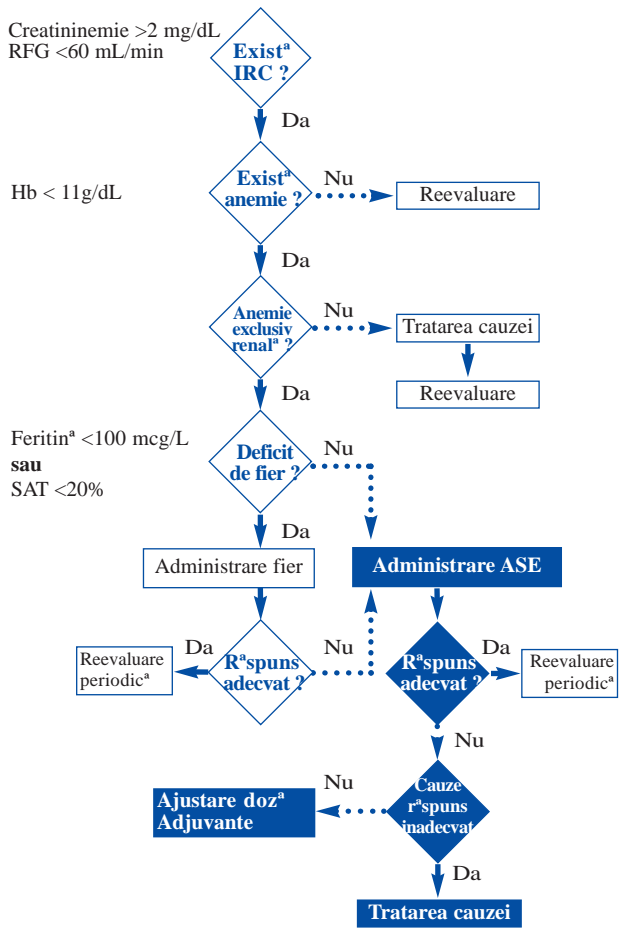 Creatininemie >2 mg/dL
RFG <60 mL/min
Existª
IRC ?
Da
Hb < 11g/dL
Existª
anemie ?
Nu
Reevaluare
Da
Anemie
exclusiv
renalª ?
Nu
Tratarea cauzei
Reevaluare
Da
Feritinª <100 mcg/L
sau
SAT <20%
Deficit
de fier ?
Nu
Da
Administrare fier
Administrare ASE
Reevaluare
periodicª
Da
Rªspuns
adecvat ?
Nu
Rªspuns
adecvat ?
Da
Reevaluare
periodicª
Nu
Cauze
rªspuns
inadecvat
Nu
Ajustare dozª
Adjuvante
Da
Tratarea cauzei